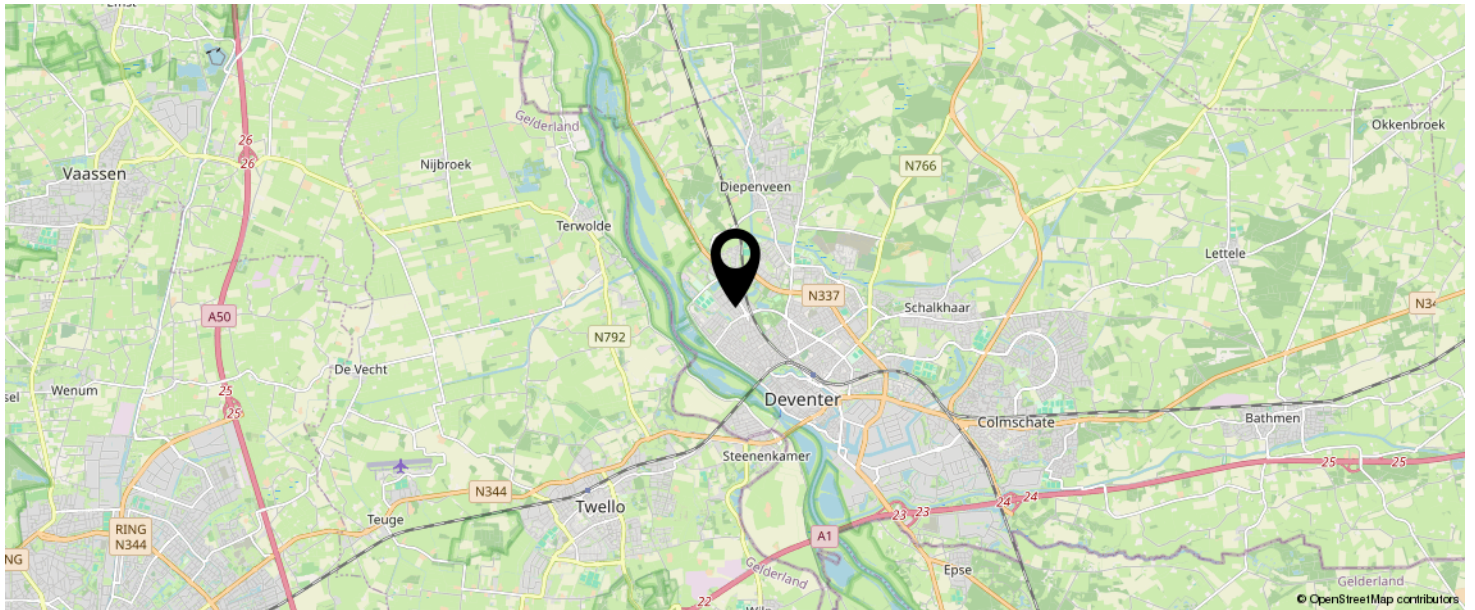 Gelderland
Okkenbroek
26
26
Vaassen
Nijbroek
N766
Diepenveen
Terwolde
Lettele
N337
Schalkhaar
A50
N792
De Vecht
Wenum
25
25
Deventer
Colmschate
Bathmen
Steenenkamer
25
25
N344
24
24
Twello
23
23
Teuge
RING
N344
A1
Epse
Gelderland
Gelderland
22
© OpenStreetMap contributors